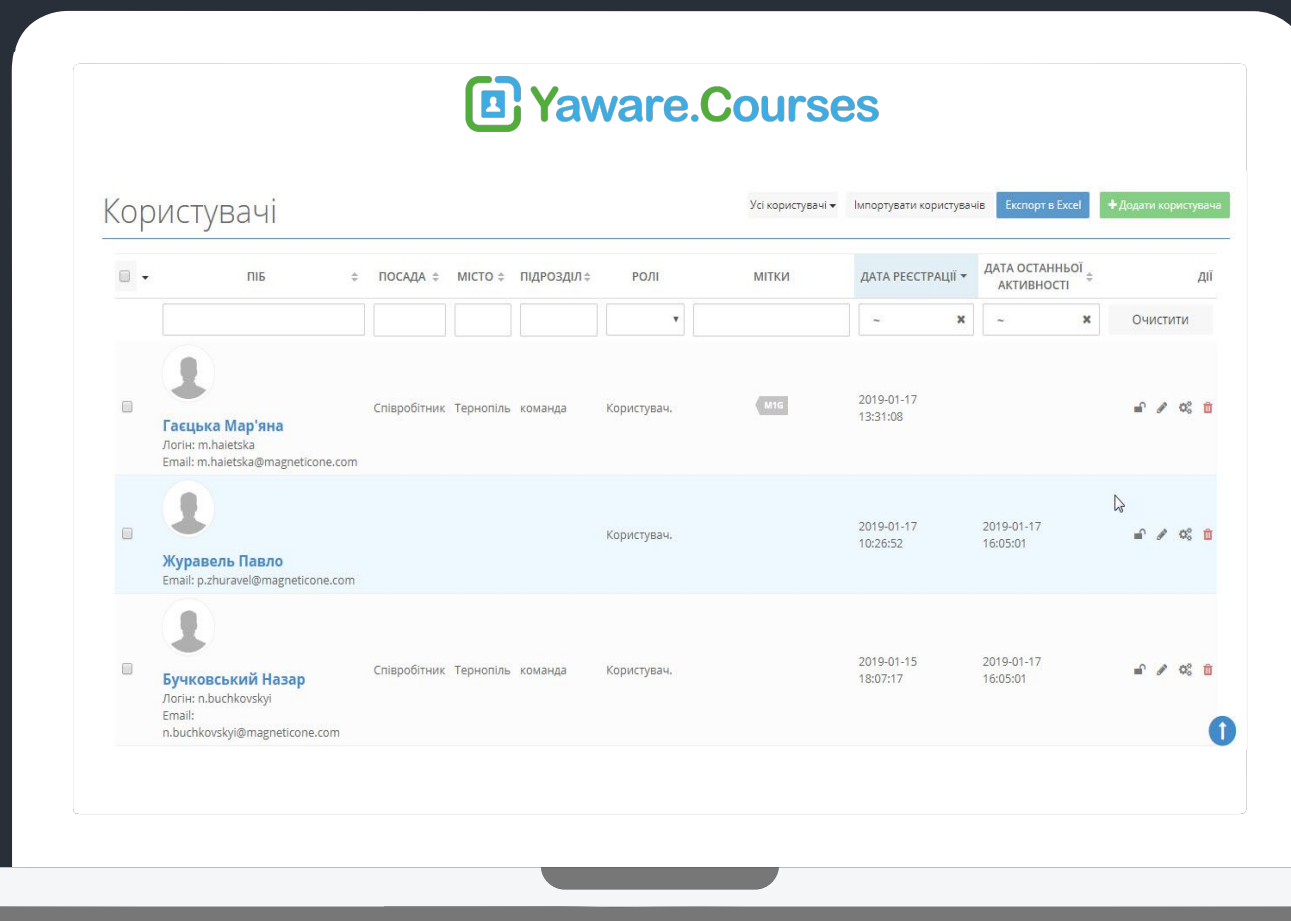 Yaware.Courses
Користувачі
Усі користувачі
Імпортувати користувачів
Експорт в Excel
Додати користувача
ПІБ
ПОСАДА
МІСТО
ПІДРОЗДІЛ
РОЛІ
МІТКИ
ДАТА РЕЄСТРАЦІЇ
ДАТА ОСТАННЬОЇ
АКТИВНОСТІ
ДІЇ
~
~
Очистити
Гаєцька Мар'яна
Логін: m.haietska
Email: m.haietska@magneticone.com
Співробітник
Тернопіль
команда
Користувач.
M1G
2019-01-17
13:31:08
Журавель Павло
Email: p.zhuravel@magneticone.com
Користувач.
2019-01-17
10:26:52
2019-01-17
16:05:01
Бучковський Назар
Логін: n.buchkovskyi
Email:
n.buchkovskyi@magneticone.com
Співробітник
Тернопіль
команда
Користувач.
2019-01-15
18:07:17
2019-01-17
16:05:01